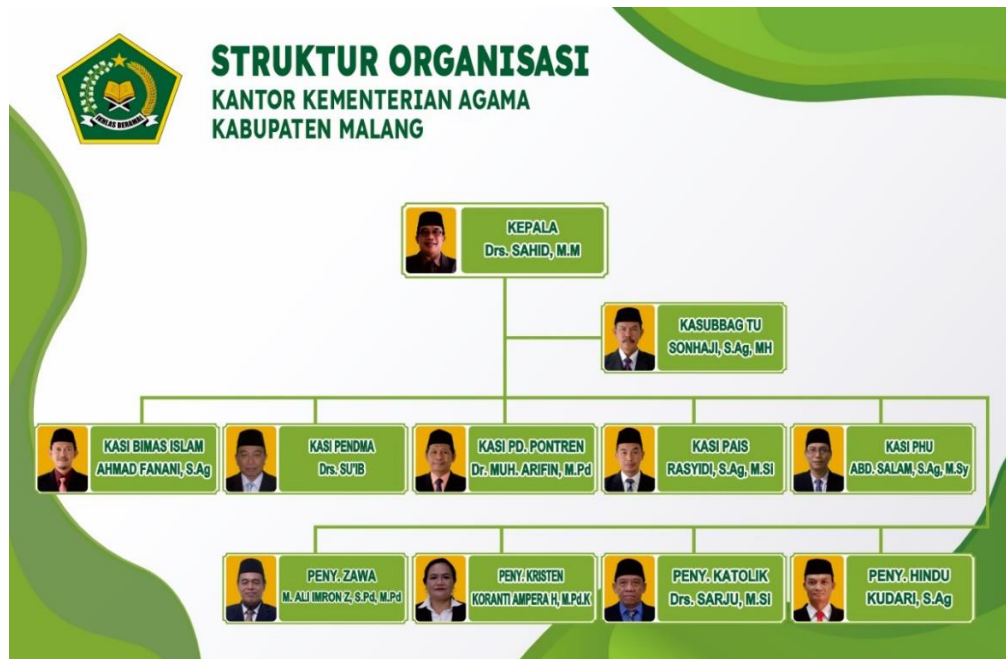 STRUKTUR ORGANISASI
KANTOR KEMENTERIAN AGAMA
KABUPATEN MALANG
IKHLAS BERAMAL
KEPALA
Drs. SAHID, M.M
KASUBBAG TU
SONHAJI, S.Ag, MH
KASI BIMAS ISLAM
AHMAD FANANI, S.Ag
KASI PENDMA
Drs. SU'IB
KASI PD. PONTREN
Dr. MUH. ARIFIN, M.Pd
KASI PAIS
RASYIDI, S.Ag, M.Si
KASI PHU
ABD. SALAM, S.Ag, M.Sy
PENY. ZAWA
M. ALI IMRON Z, S.Pd, M.Pd
PENY. KRISTEN
KORANTI AMPERA H, M.Pd.K
PENY. KATOLIK
Drs. SARJU, M.Si
PENY. HINDU
KUDARI, S.Ag